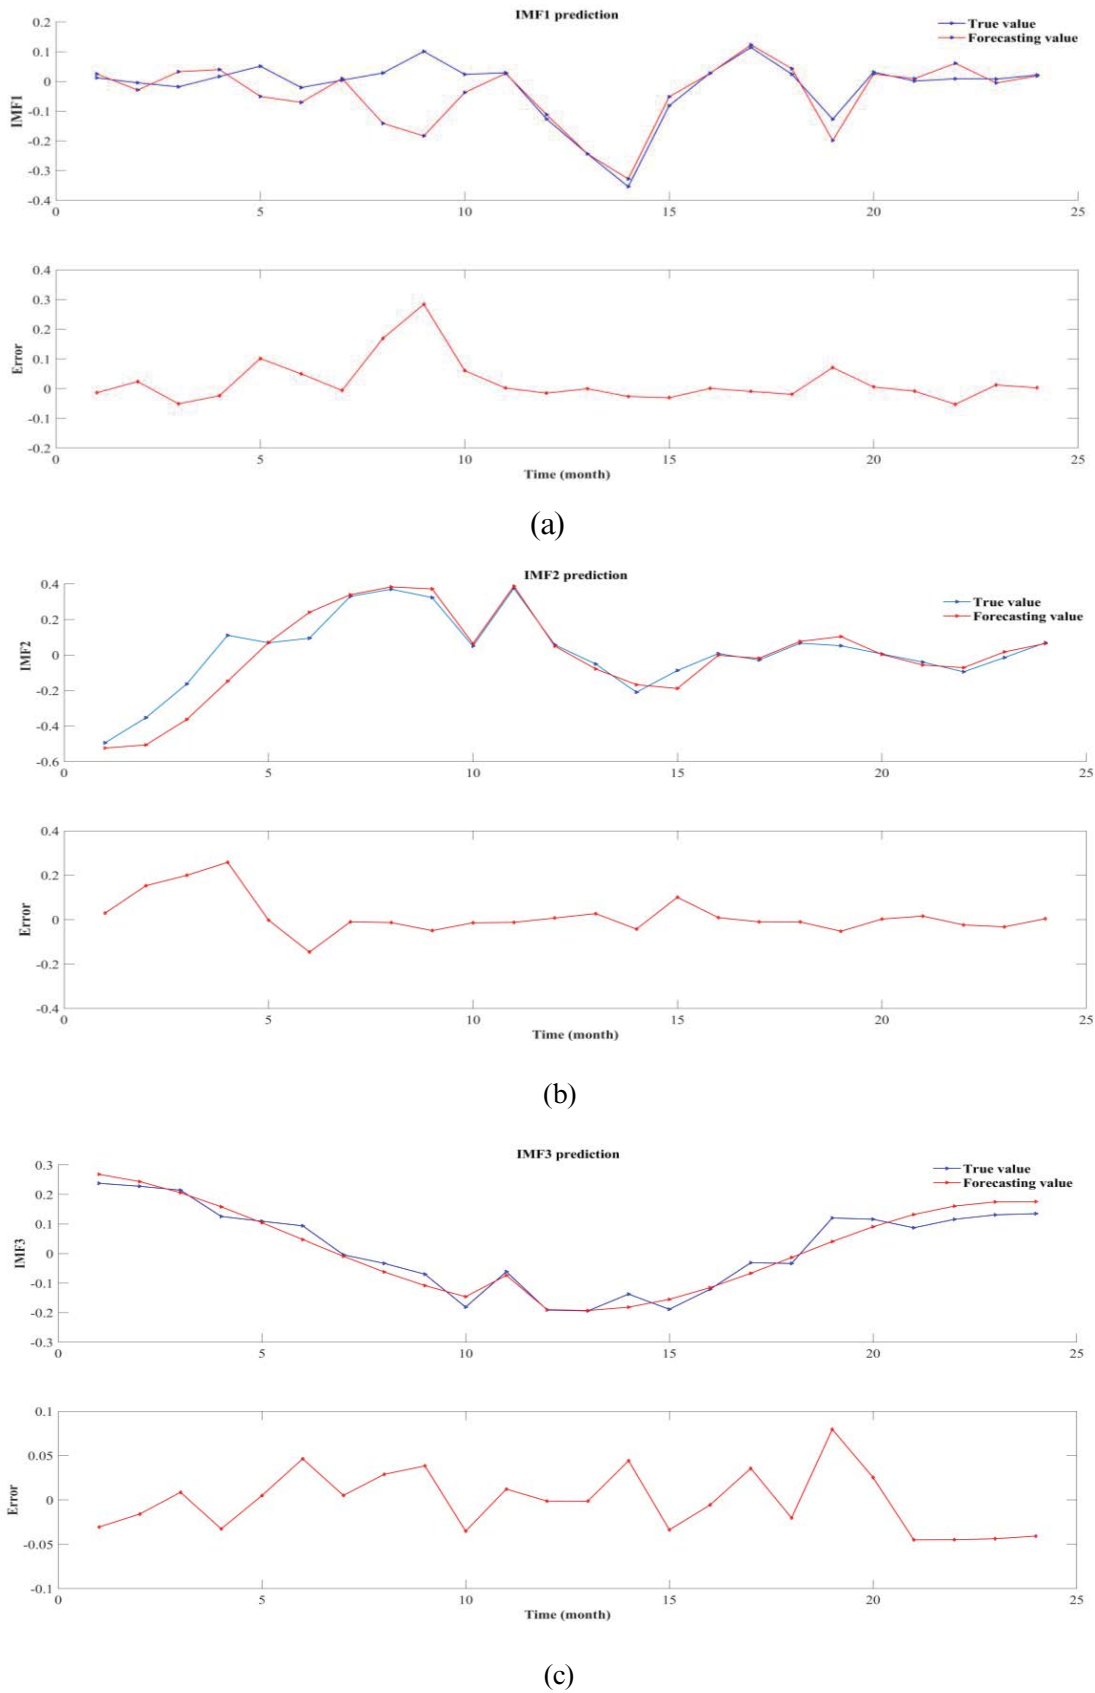 IMF1 prediction
True value
Forecasting value
IMF1
0.2
0.1
0
-0.1
-0.2
-0.3
-0.4
0 5 10 15 20 25
Error
0.4
0.3
0.2
0.1
0
-0.1
-0.2
0 5 10 15 20 25
Time (month)
(a)
IMF2 prediction
True value
Forecasting value
IMF2
0.4
0.2
0
-0.2
-0.4
-0.6
0 5 10 15 20 25
Error
0.4
0.2
0
-0.2
-0.4
0 5 10 15 20 25
Time (month)
(b)
IMF3 prediction
True value
Forecasting value
IMF3
0.3
0.2
0.1
0
-0.1
-0.2
-0.3
0 5 10 15 20 25
Error
0.1
0.05
0
-0.05
-0.1
0 5 10 15 20 25
Time (month)
(c)